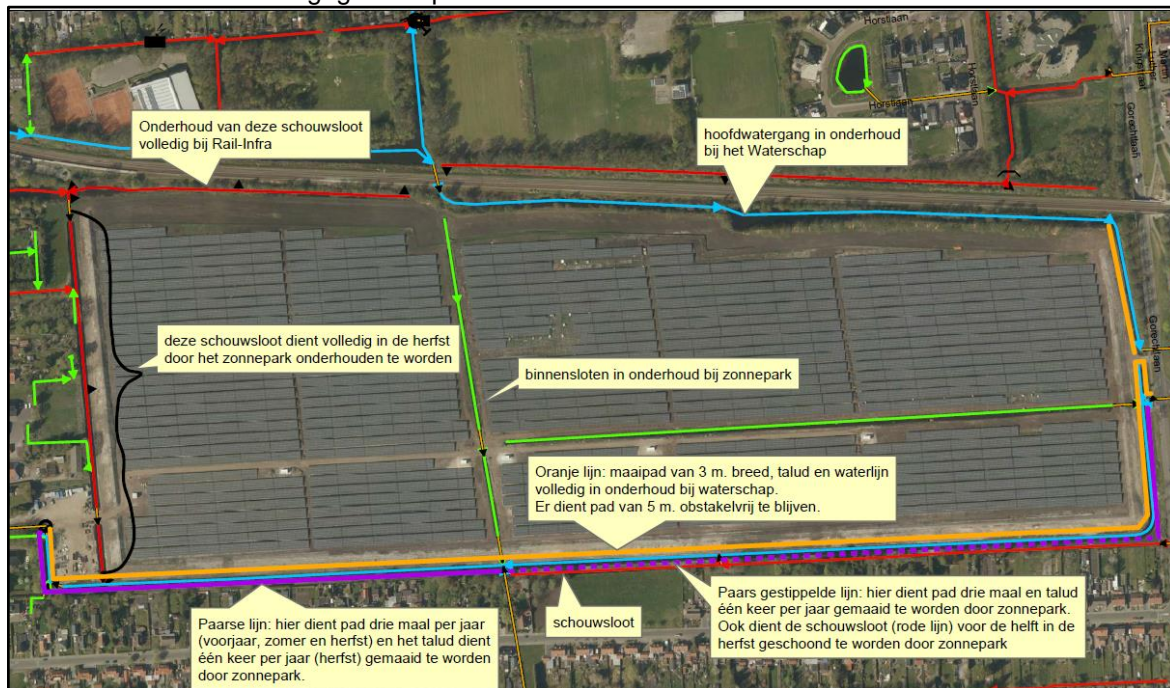 Horstlaan
Horstlaan
Horstlaan
Martin
Luther
Kingstraat
Gorechtlaan
Onderhoud van deze schouwsloot
volledig bij Rail-Infra
hoofdwatergang in onderhoud
bij het Waterschap
Gorechtlaan
deze schouwsloot dient volledig in de herfst
door het zonnepark onderhouden te worden
binnensloten in onderhoud bij zonnepark
Oranje lijn: maaipad van 3 m. breed, talud en waterlijn
volledig in onderhoud bij waterschap.
Er dient pad van 5 m. obstakelvrij te blijven.
Paarse lijn: hier dient pad drie maal per jaar
(voorjaar, zomer en herfst) en het talud dient
één keer per jaar (herfst) gemaaid te worden
door zonnepark.
schouwsloot
Paars gestippelde lijn: hier dient pad drie maal en talud
één keer per jaar gemaaid te worden door zonnepark.
Ook dient de schouwsloot (rode lijn) voor de helft in de
herfst geschoond te worden door zonnepark